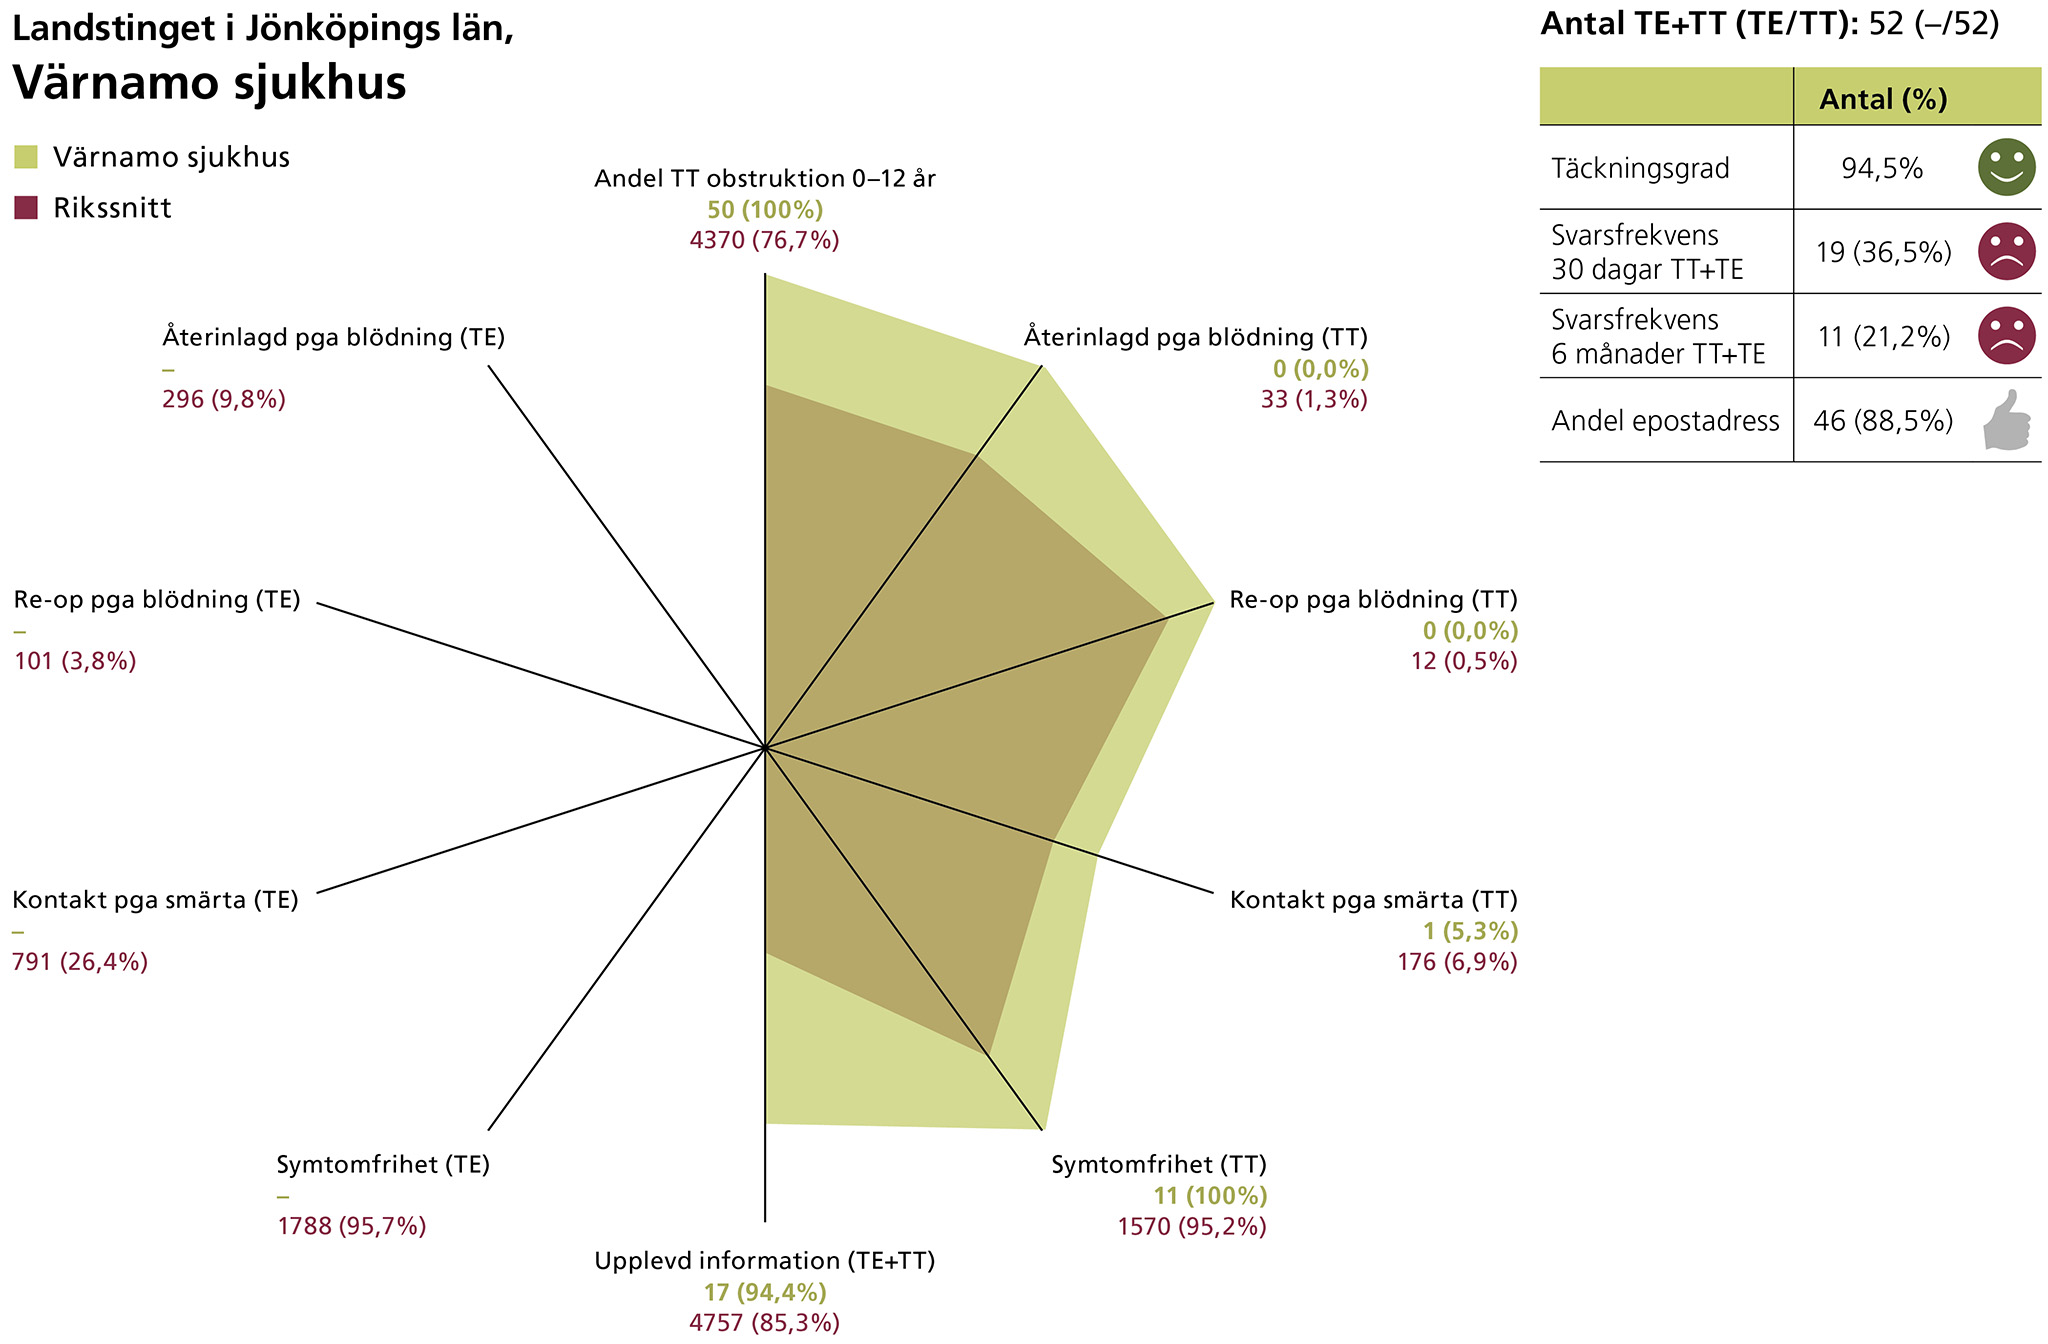 Landstinget i Jönköpings län,
Värnamo sjukhus
Värnamo sjukhus
Rikssnitt
Antal TE+TT (TE/TT): 52 (–/52)
Antal (%)
Täckningsgrad 94,5%
Svarsfrekvens
30 dagar TT+TE 19 (36,5%)
Svarsfrekvens
6 månader TT+TE 11 (21,2%)
Andel epostadress 46 (88,5%)
Andel TT obstruktion 0–12 år
50 (100%)
4370 (76,7%)
Återinlagd pga blödning (TE)
–
296 (9,8%)
Återinlagd pga blödning (TT)
0 (0,0%)
33 (1,3%)
Re-op pga blödning (TE)
–
101 (3,8%)
Re-op pga blödning (TT)
0 (0,0%)
12 (0,5%)
Kontakt pga smärta (TE)
–
791 (26,4%)
Kontakt pga smärta (TT)
1 (5,3%)
176 (6,9%)
Symtomfrihet (TE)
–
1788 (95,7%)
Symtomfrihet (TT)
11 (100%)
1570 (95,2%)
Upplevd information (TE+TT)
17 (94,4%)
4757 (85,3%)